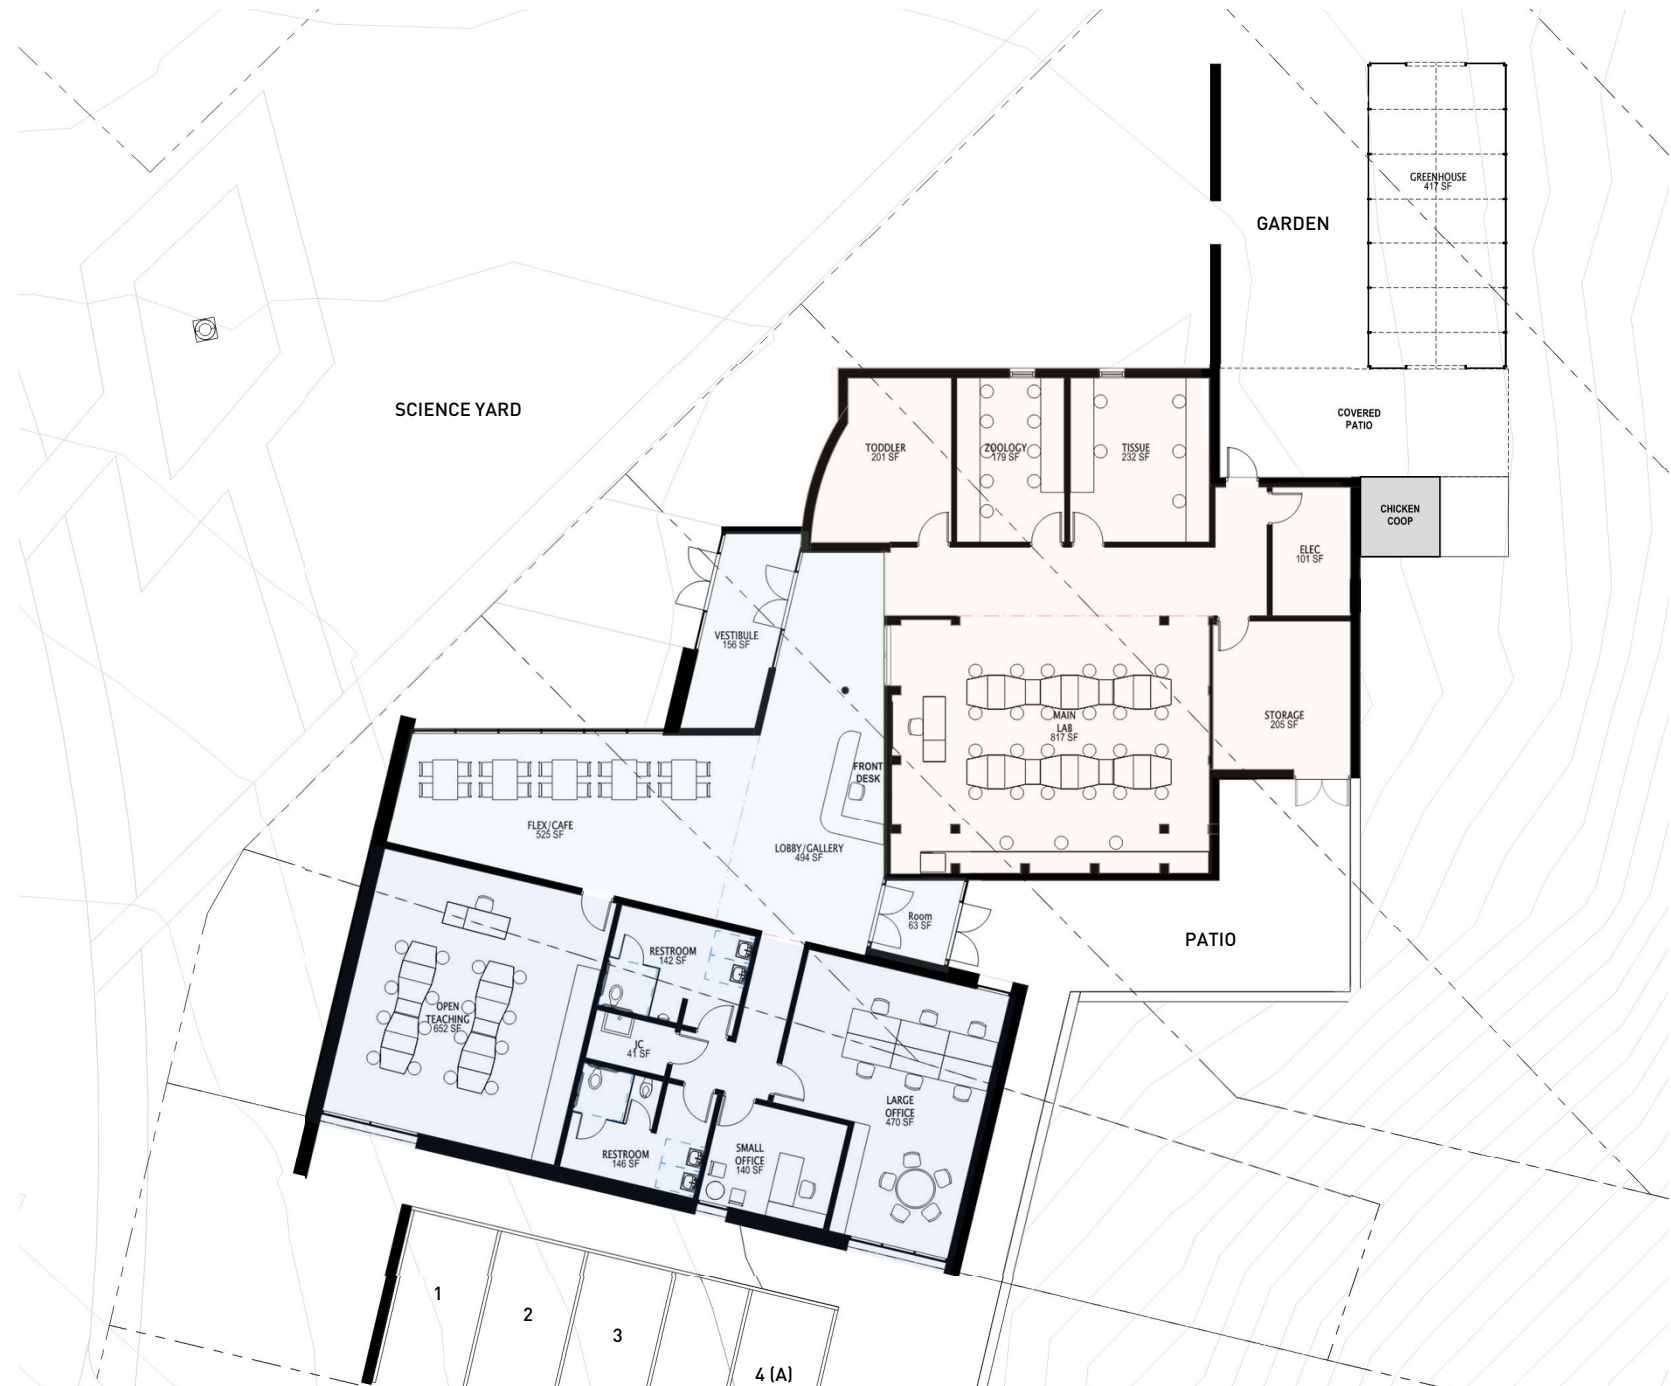 GREENHOUSE
417 SF
GARDEN
SCIENCE YARD
COVERED
PATIO
TODDLER
201 SF
ZOOLOGY
179 SF
TISSUE
232 SF
CHICKEN
COOP
ELEC
101 SF
VESTIBULE
156 SF
MAIN
LAB
817 SF
STORAGE
205 SF
FRONT
DESK
FLEX/CAFE
525 SF
LOBBY/GALLERY
494 SF
Room
63 SF
PATIO
RESTROOM
142 SF
OPEN
TEACHING
652 SF
JC
41 SF
LARGE
OFFICE
470 SF
SMALL
OFFICE
140 SF
RESTROOM
146 SF
1
2
3
4 (A)